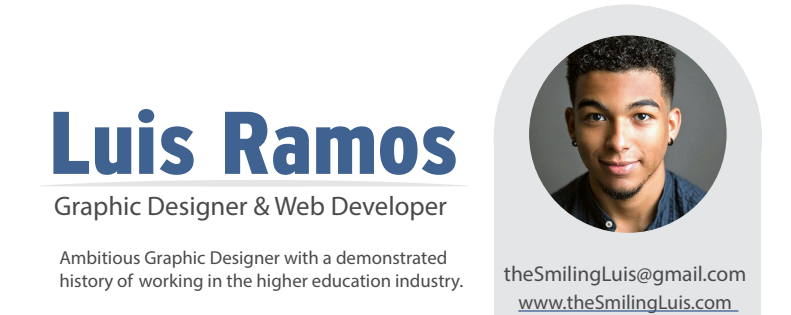 Luis Ramos
Graphic Designer & Web Developer
Ambitious Graphic Designer with a demonstrated
history of working in the higher education industry.
theSmilingLuis@gmail.com
www.theSmilingLuis.com